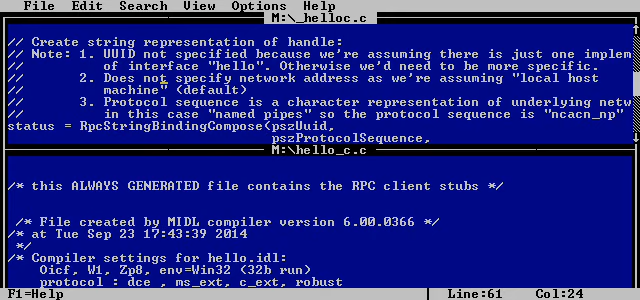 File Edit Search View Options Help
M:\_helloc.c
// Create string representation of handle:
// Note: 1. UUID not specified because we're assuming there is just one implem
// of interface "hello". Otherwise we'd need to be more specific.
// 2. Does not specify network address as we're assuming "local host
// machine" (default)
// 3. Protocol sequence is a character representation of underlying netw
// in this case "named pipes" so the protocol sequence is "ncacn_np"
status = RpcStringBindingCompose(pszUuid,
pszProtocolSequence,
M:\hello_c.c
/* this ALWAYS GENERATED file contains the RPC client stubs */
/* File created by MIDL compiler version 6.00.0366 */
/* at Tue Sep 23 17:43:39 2014
*/
/* Compiler settings for hello.idl:
Oicf, W1, Zp8, env=Win32 (32b run)
protocol : dce , ms_ext, c_ext, robust
F1=Help Line:61 Col:24